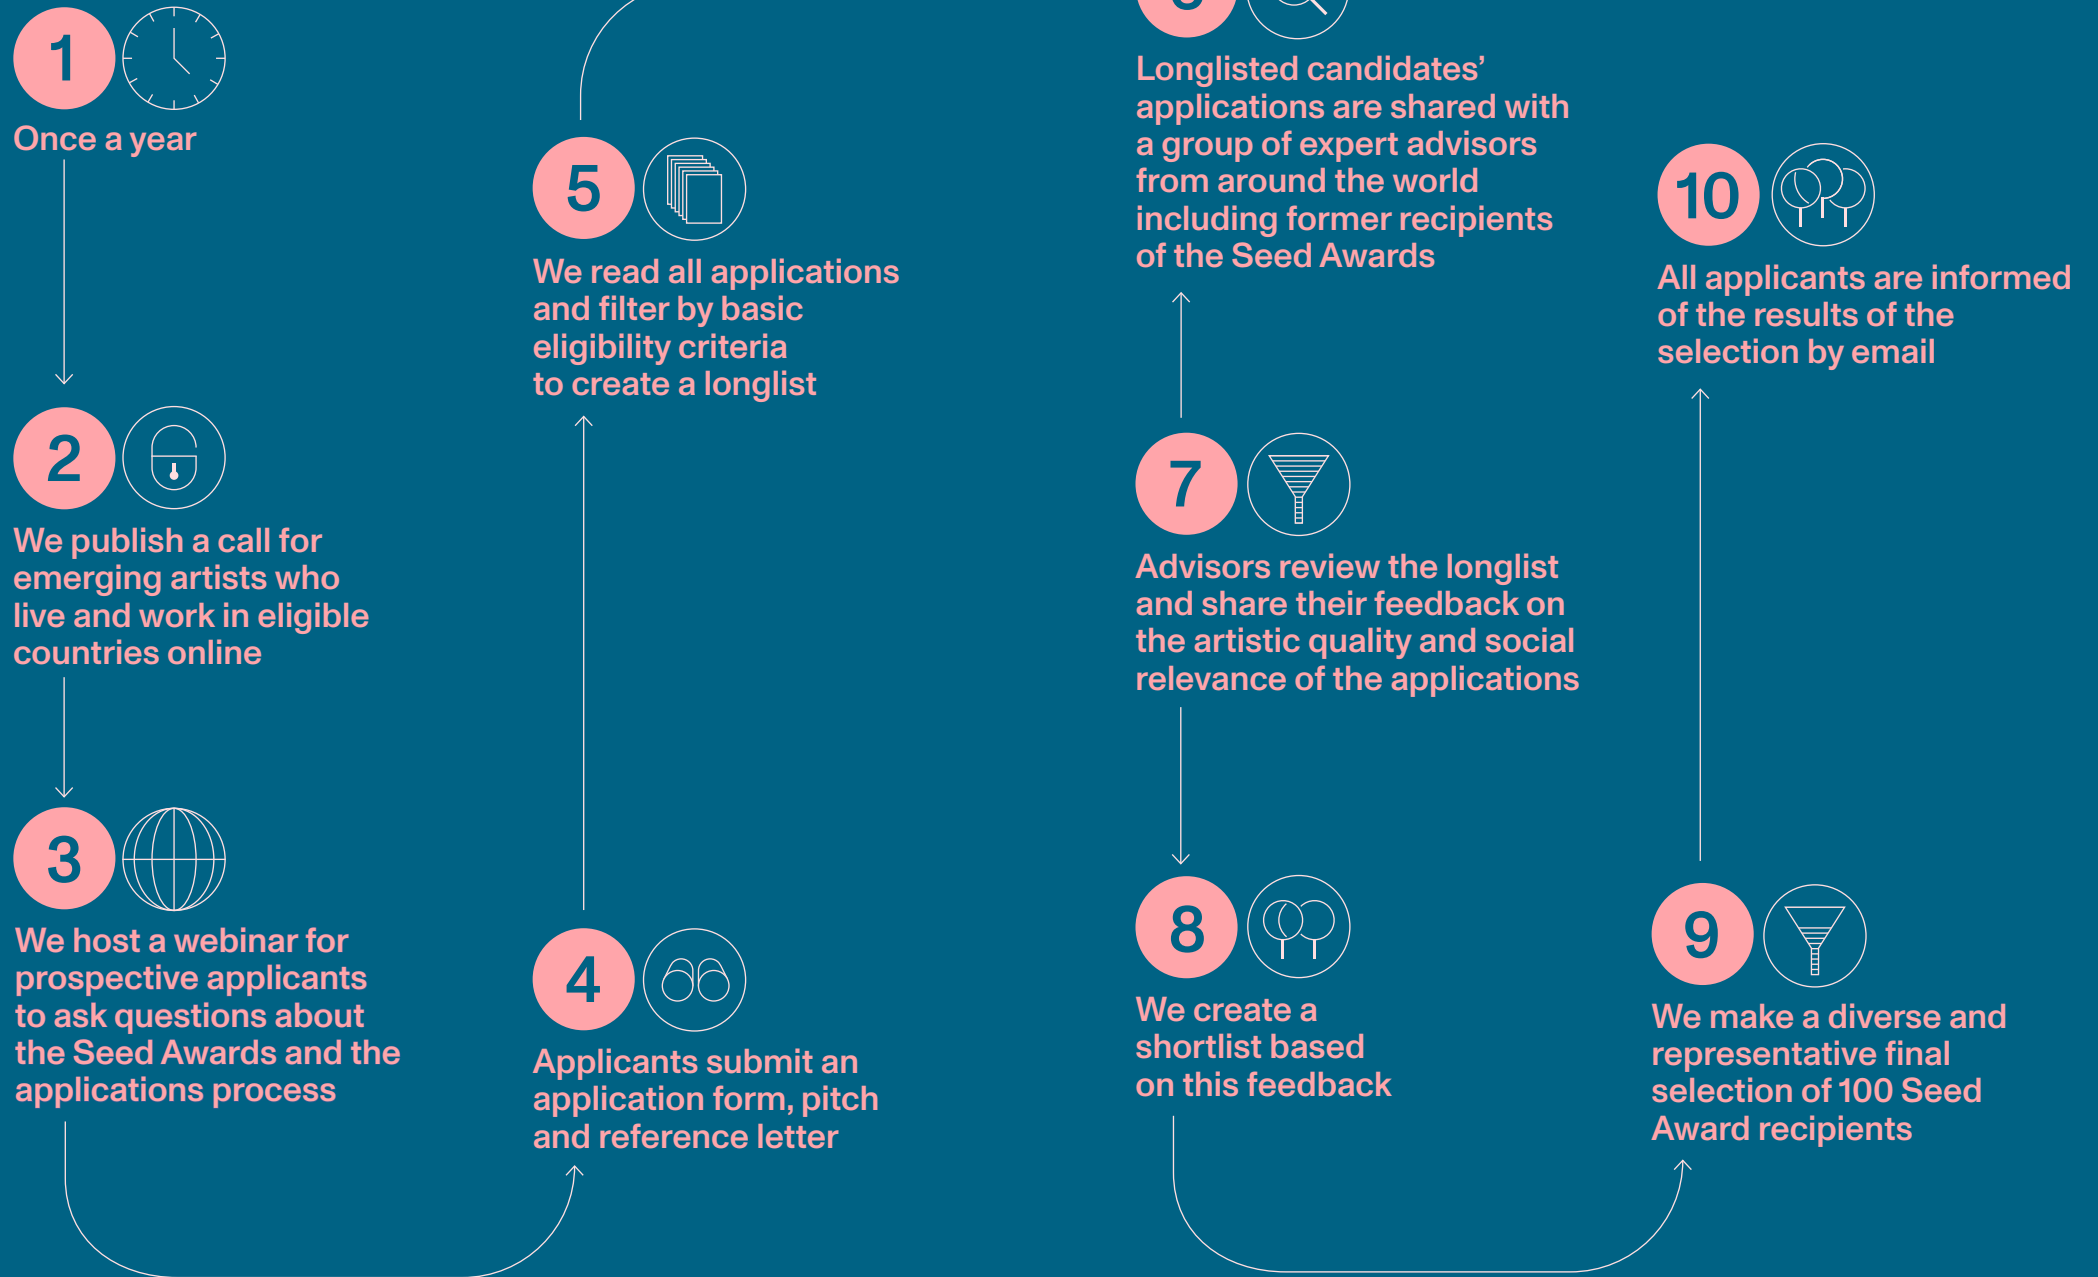 1
Once a year
2
We publish a call for
emerging artists who
live and work in eligible
countries online
3
We host a webinar for
prospective applicants
to ask questions about
the Seed Awards and the
applications process
4
Applicants submit an
application form, pitch
and reference letter
5
We read all applications
and filter by basic
eligibility criteria
to create a longlist
6
Longlisted candidates’
applications are shared with
a group of expert advisors
from around the world
including former recipients
of the Seed Awards
7
Advisors review the longlist
and share their feedback on
the artistic quality and social
relevance of the applications
8
We create a
shortlist based
on this feedback
9
We make a diverse and
representative final
selection of 100 Seed
Award recipients
10
All applicants are informed
of the results of the
selection by email